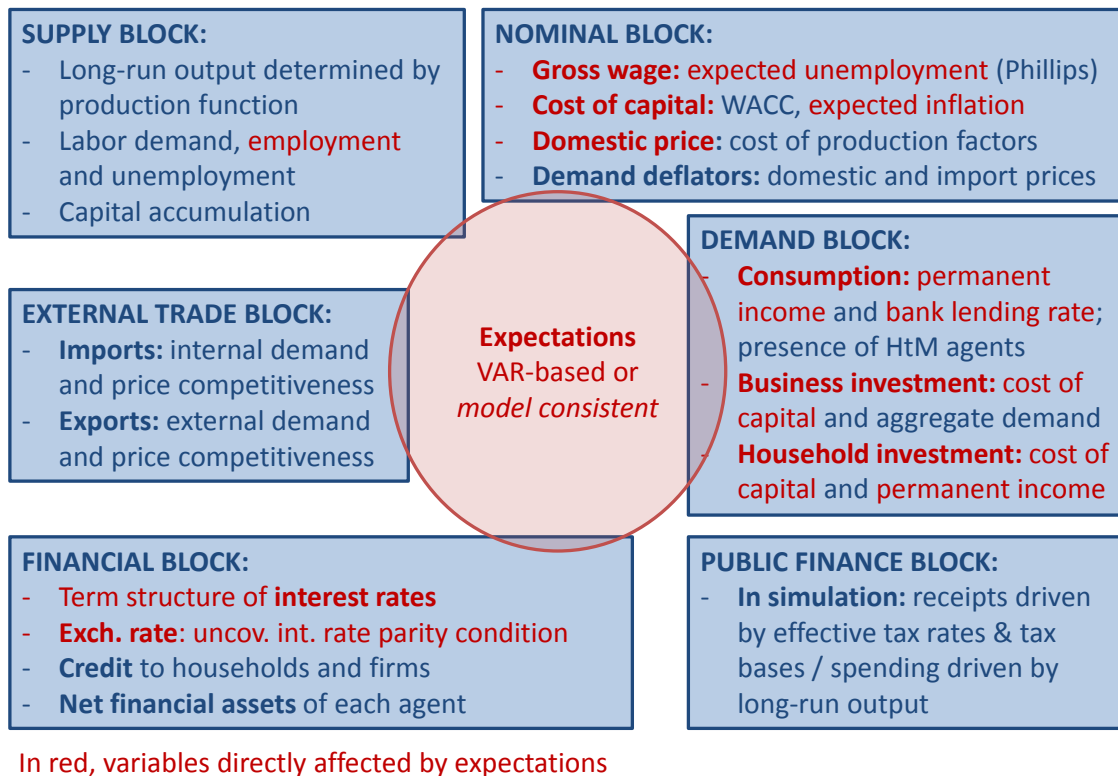 SUPPLY BLOCK:
- Long-run output determined by
production function
- Labor demand, employment
and unemployment
- Capital accumulation
NOMINAL BLOCK:
- Gross wage: expected unemployment (Phillips)
- Cost of capital: WACC, expected inflation
- Domestic price: cost of production factors
- Demand deflators: domestic and import prices
EXTERNAL TRADE BLOCK:
- Imports: internal demand
and price competitiveness
- Exports: external demand
and price competitiveness
Expectations
VAR-based or
model consistent
DEMAND BLOCK:
- Consumption: permanent
income and bank lending rate;
presence of HtM agents
- Business investment: cost of
capital and aggregate demand
- Household investment: cost of
capital and permanent income
FINANCIAL BLOCK:
- Term structure of interest rates
- Exch. rate: uncov. int. rate parity condition
- Credit to households and firms
- Net financial assets of each agent
PUBLIC FINANCE BLOCK:
- In simulation: receipts driven
by effective tax rates & tax
bases / spending driven by
long-run output
In red, variables directly affected by expectations